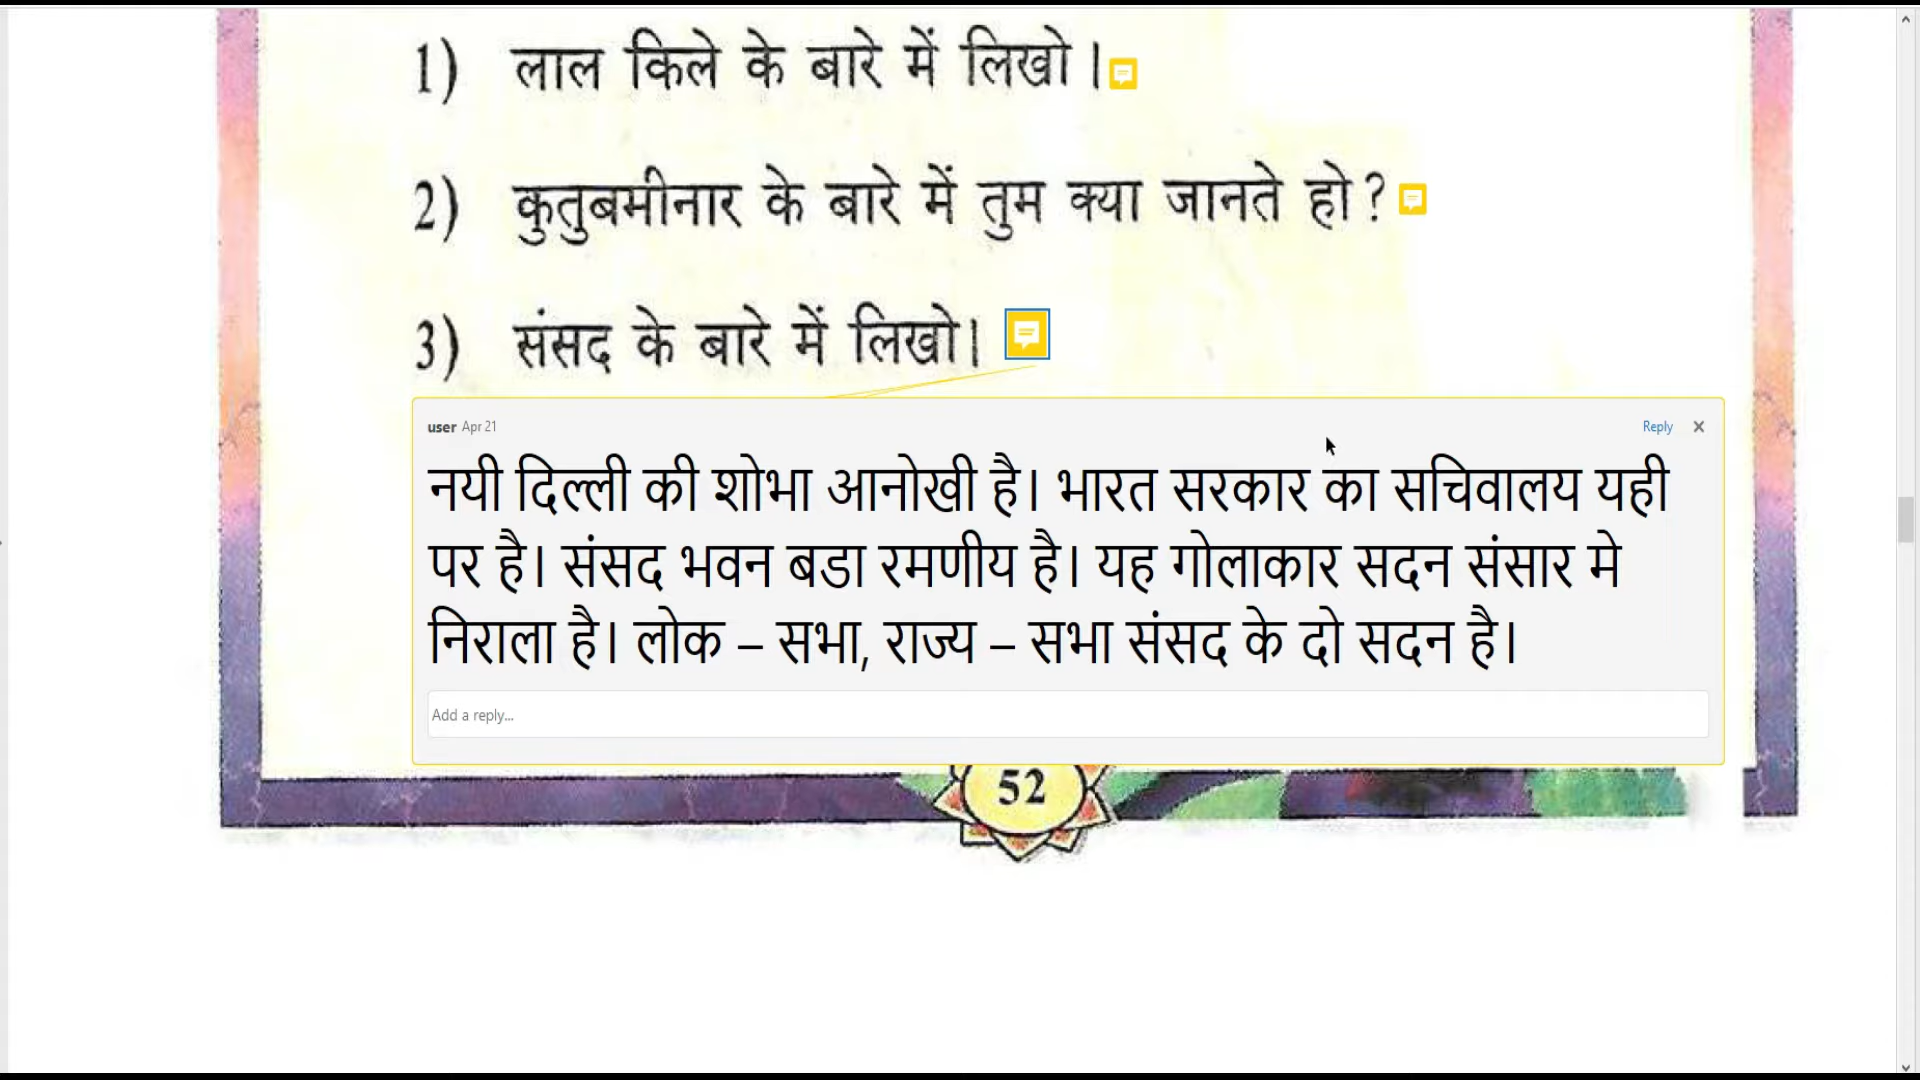 1) लाल किले के बारे में लिखो।
2) कुतुबमीनार के बारे में तुम क्या जानते हो?
3) संसद के बारे में लिखो।
user Apr 21 Reply
नयी दिल्ली की शोभा आनोखी है। भारत सरकार का सचिवालय यही
पर है। संसद भवन बडा रमणीय है। यह गोलाकार सदन संसार मे
निराला है। लोक – सभा, राज्य – सभा संसद के दो सदन है।
Add a reply...
52